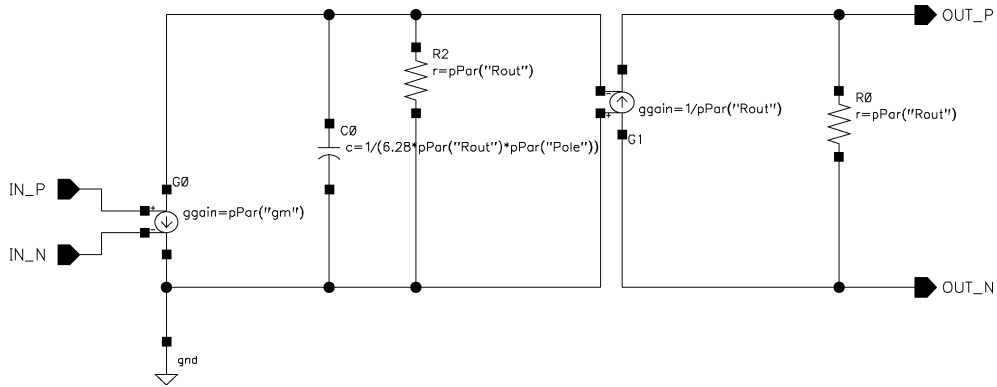 OUT_P
R2
r=pPar("Rout")
R0
r=pPar("Rout")
ggain=1/pPar("Rout")
G1
C0
c=1/(6.28*pPar("Rout")*pPar("Pole"))
IN_P
G0
ggain=pPar("gm")
IN_N
OUT_N
gnd